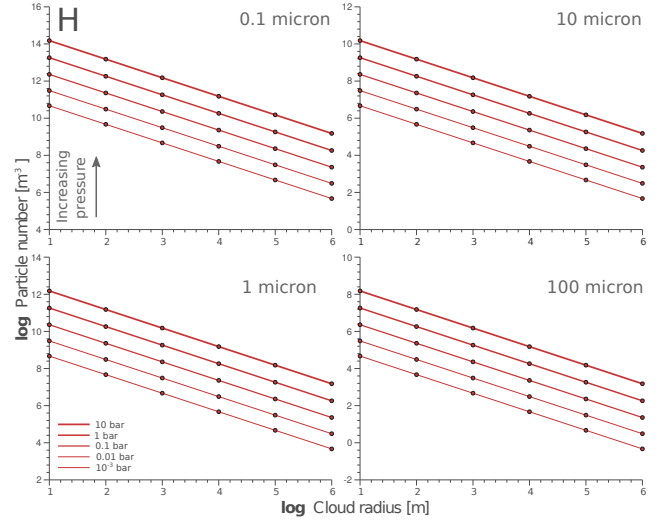 H
0.1 micron
10 micron
16
14
12
10
8
6
4
1 2 3 4 5 6
12
10
8
6
4
2
0
1 2 3 4 5 6
Increasing
pressure
log Particle number [m³]
1 micron
100 micron
14
12
10
8
6
4
2
1 2 3 4 5 6
10
8
6
4
2
0
-2
1 2 3 4 5 6
10 bar
1 bar
0.1 bar
0.01 bar
10⁻³ bar
log Cloud radius [m]